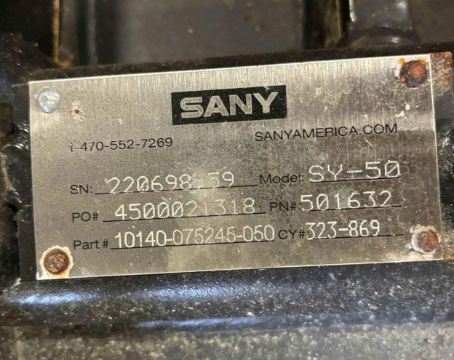 SANY
1-470-552-7269 SANYAMERICA.COM
SN: 220698,59 Model: SY-50
PO# 4500021318 PN# 501632
Part # 10140-075245-050 CY# 323-869